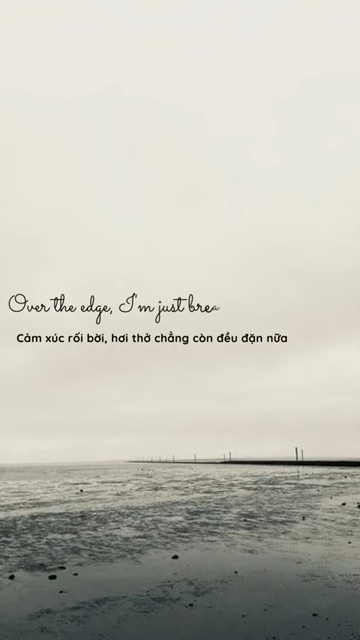 Over the edge, I'm just brea
Cảm xúc rối bời, hơi thở chẳng còn đều đặn nữa